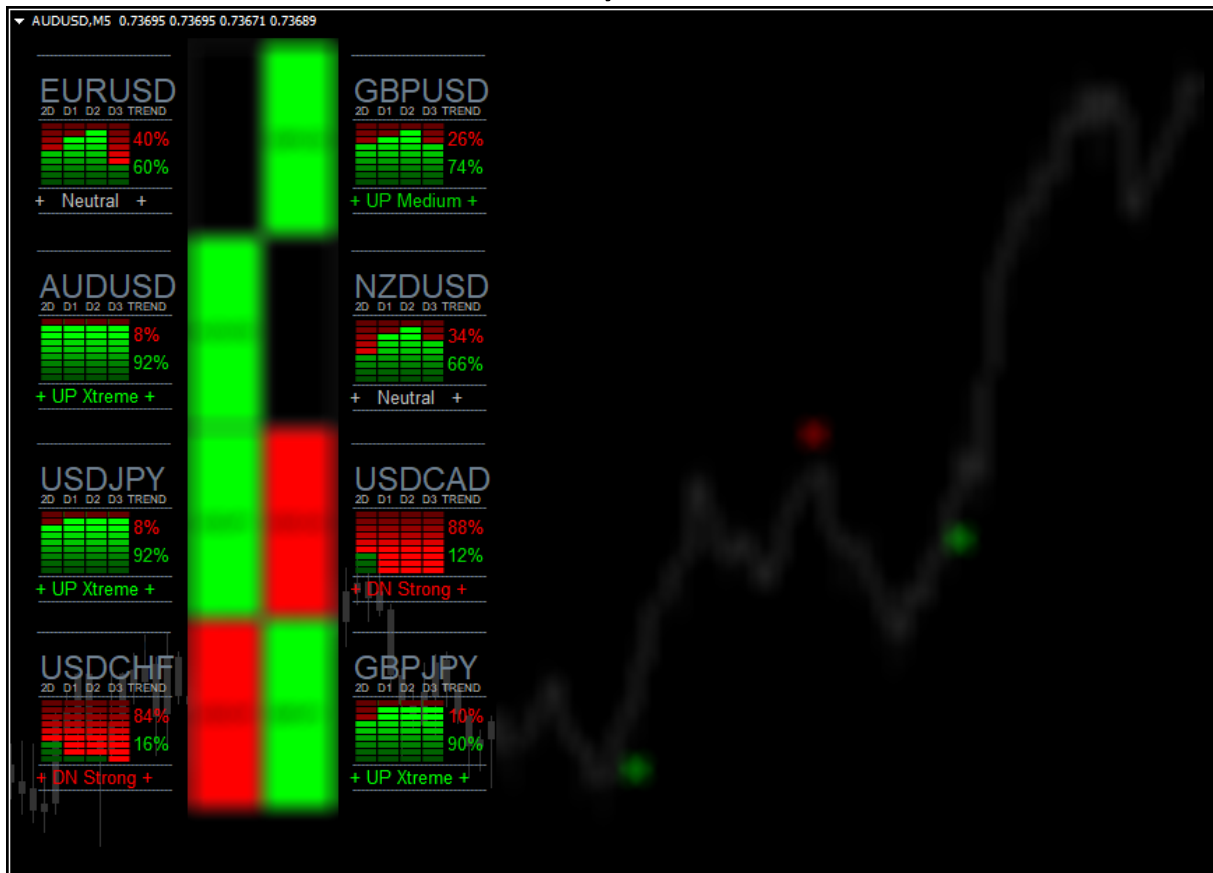 AUDUSD,M5 0.73695 0.73695 0.73671 0.73689
EURUSD
2D D1 D2 D3 TREND
40%
60%
+ Neutral +
GBPUSD
2D D1 D2 D3 TREND
26%
74%
+ UP Medium +
AUDUSD
2D D1 D2 D3 TREND
8%
92%
+ UP Xtreme +
NZDUSD
2D D1 D2 D3 TREND
34%
66%
+ Neutral +
USDJPY
2D D1 D2 D3 TREND
8%
92%
+ UP Xtreme +
USDCAD
2D D1 D2 D3 TREND
88%
12%
+ DN Strong +
USDCHF
2D D1 D2 D3 TREND
84%
16%
+ DN Strong +
GBPJPY
2D D1 D2 D3 TREND
10%
90%
+ UP Xtreme +